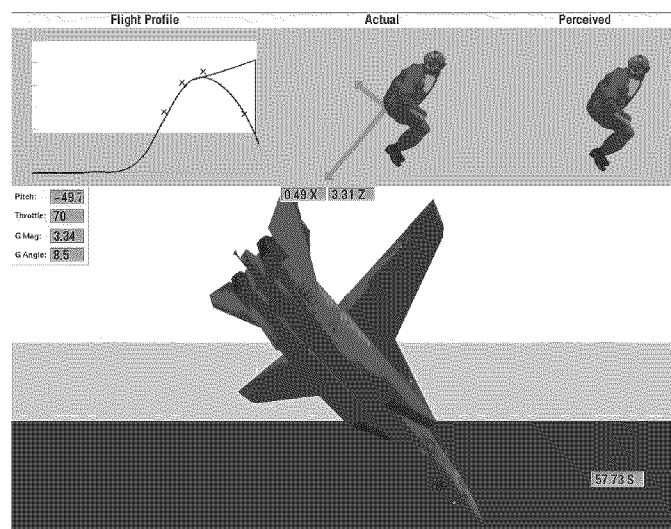 Flight Profile Actual Perceived
0.49 X 3.31 Z
Pitch: -49.7
Throttle: 70
G Mag: 3.34
G Angle: 8.5
57.73 S